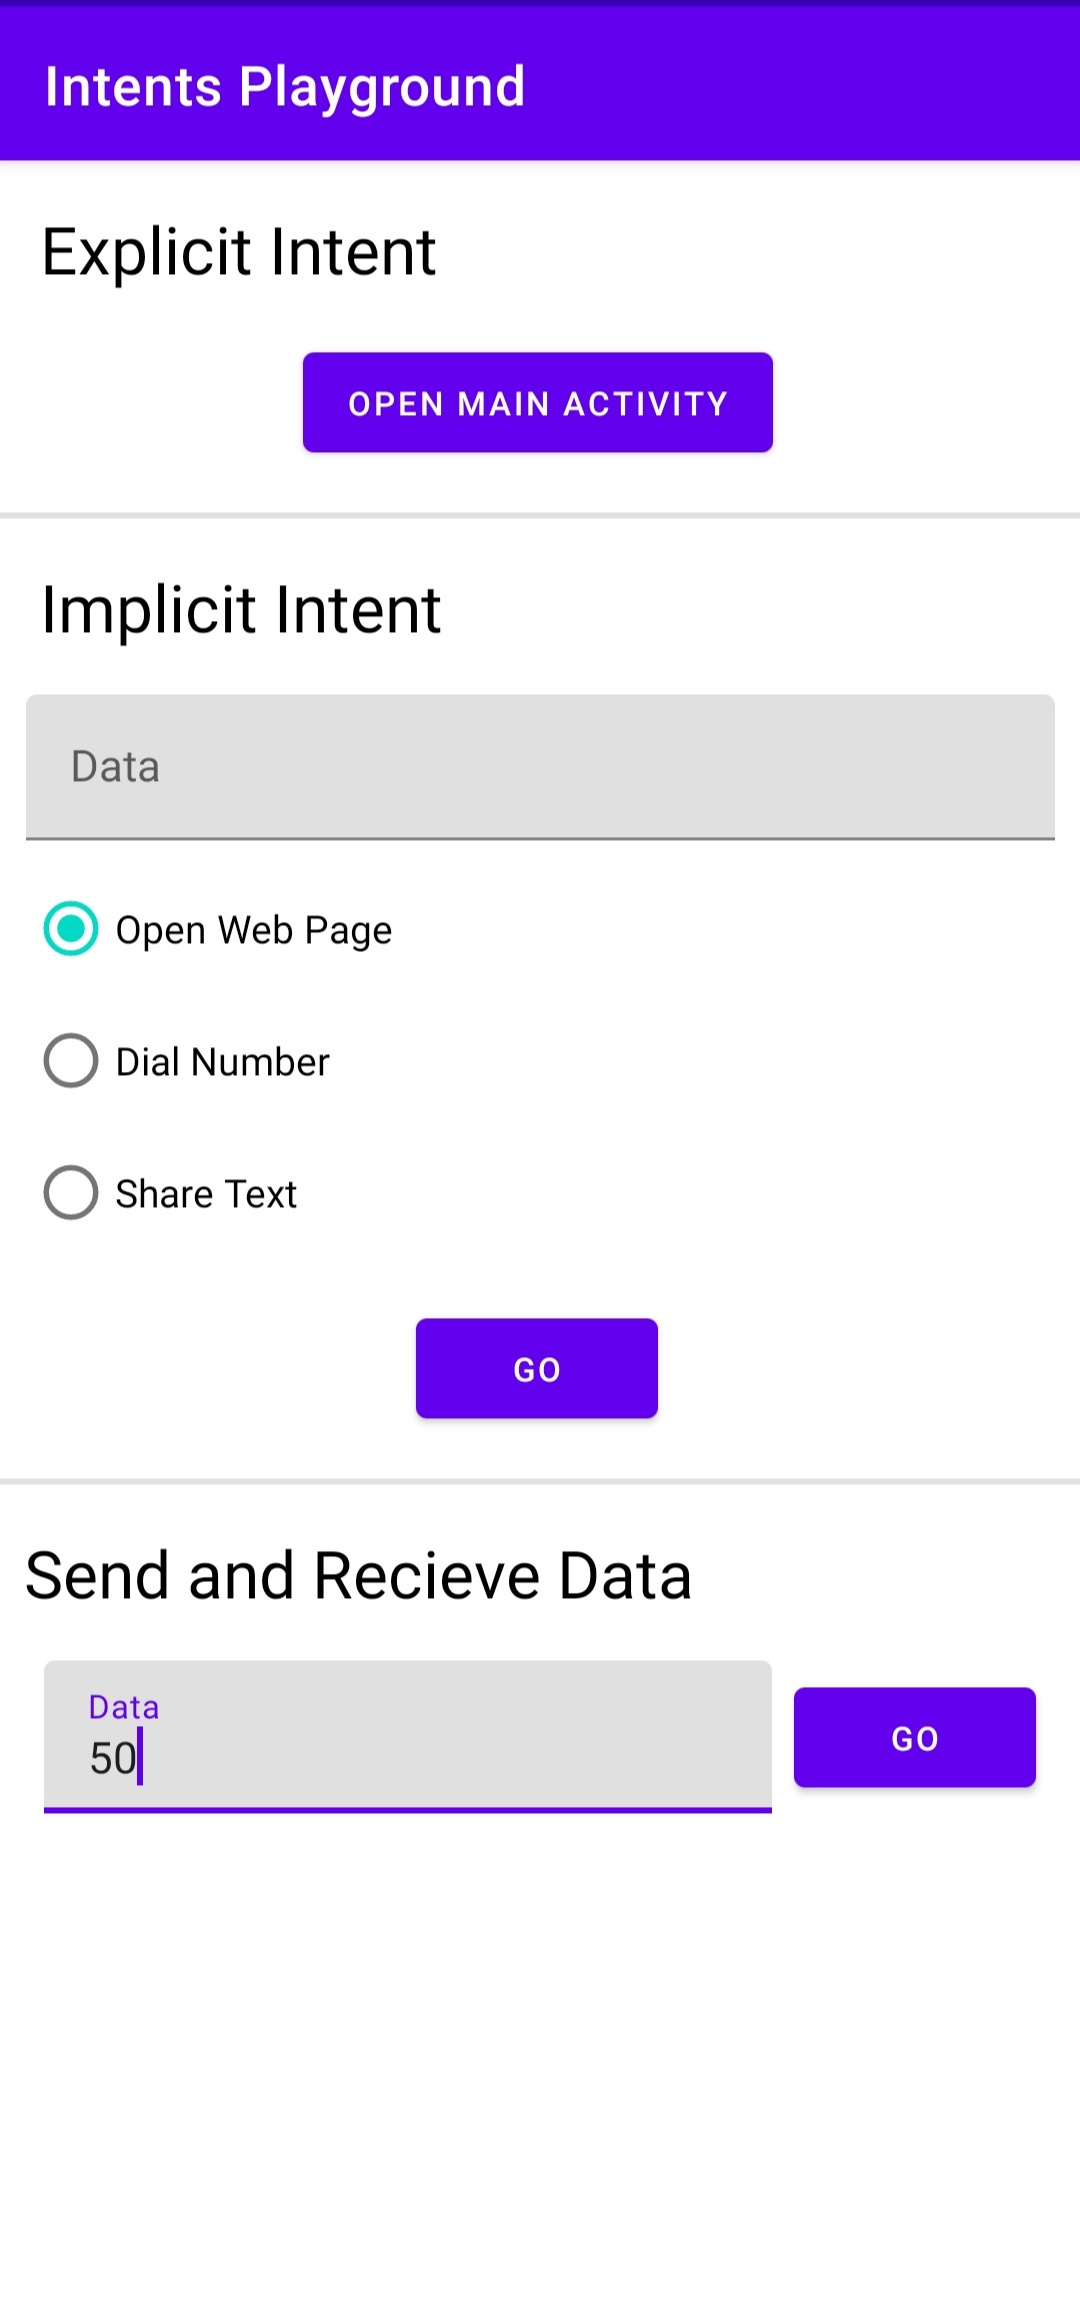 Intents Playground
Explicit Intent
OPEN MAIN ACTIVITY
Implicit Intent
Data
Open Web Page
Dial Number
Share Text
GO
Send and Recieve Data
Data
50
GO